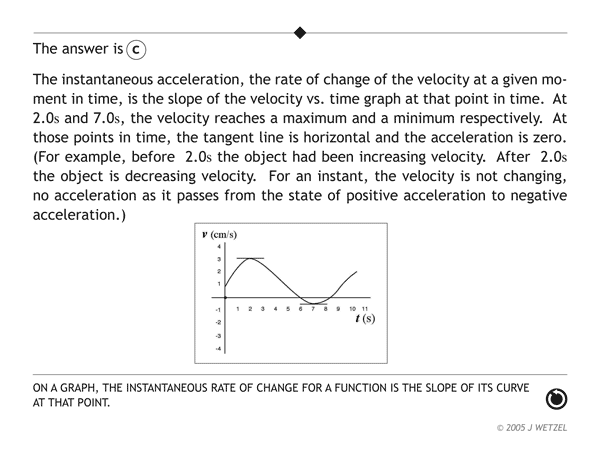 The answer is C
The instantaneous acceleration, the rate of change of the velocity at a given mo-
ment in time, is the slope of the velocity vs. time graph at that point in time. At
2.0s and 7.0s, the velocity reaches a maximum and a minimum respectively. At
those points in time, the tangent line is horizontal and the acceleration is zero.
(For example, before 2.0s the object had been increasing velocity. After 2.0s
the object is decreasing velocity. For an instant, the velocity is not changing,
no acceleration as it passes from the state of positive acceleration to negative
acceleration.)
v (cm/s)
4
3
2
1
-1
-2
-3
-4
1 2 3 4 5 6 7 8 9 10 11
t (s)
ON A GRAPH, THE INSTANTANEOUS RATE OF CHANGE FOR A FUNCTION IS THE SLOPE OF ITS CURVE
AT THAT POINT.
© 2005 J WETZEL